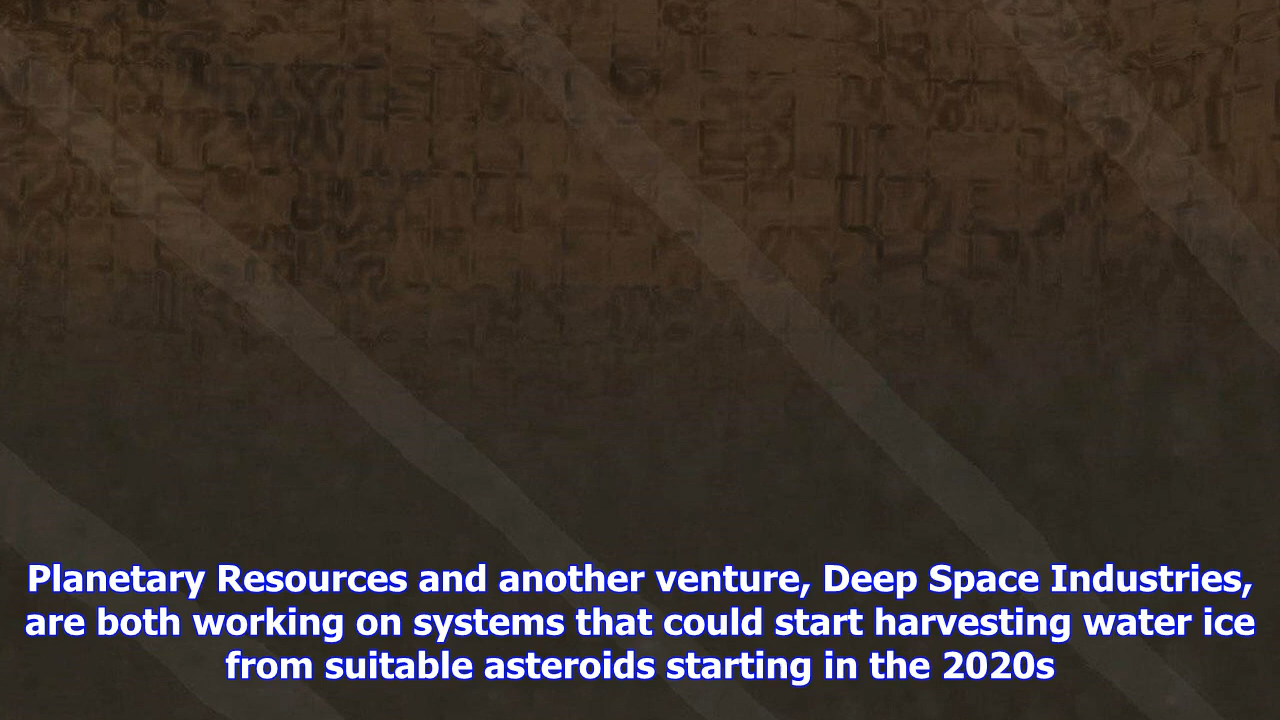 Planetary Resources and another venture, Deep Space Industries,
are both working on systems that could start harvesting water ice
from suitable asteroids starting in the 2020s